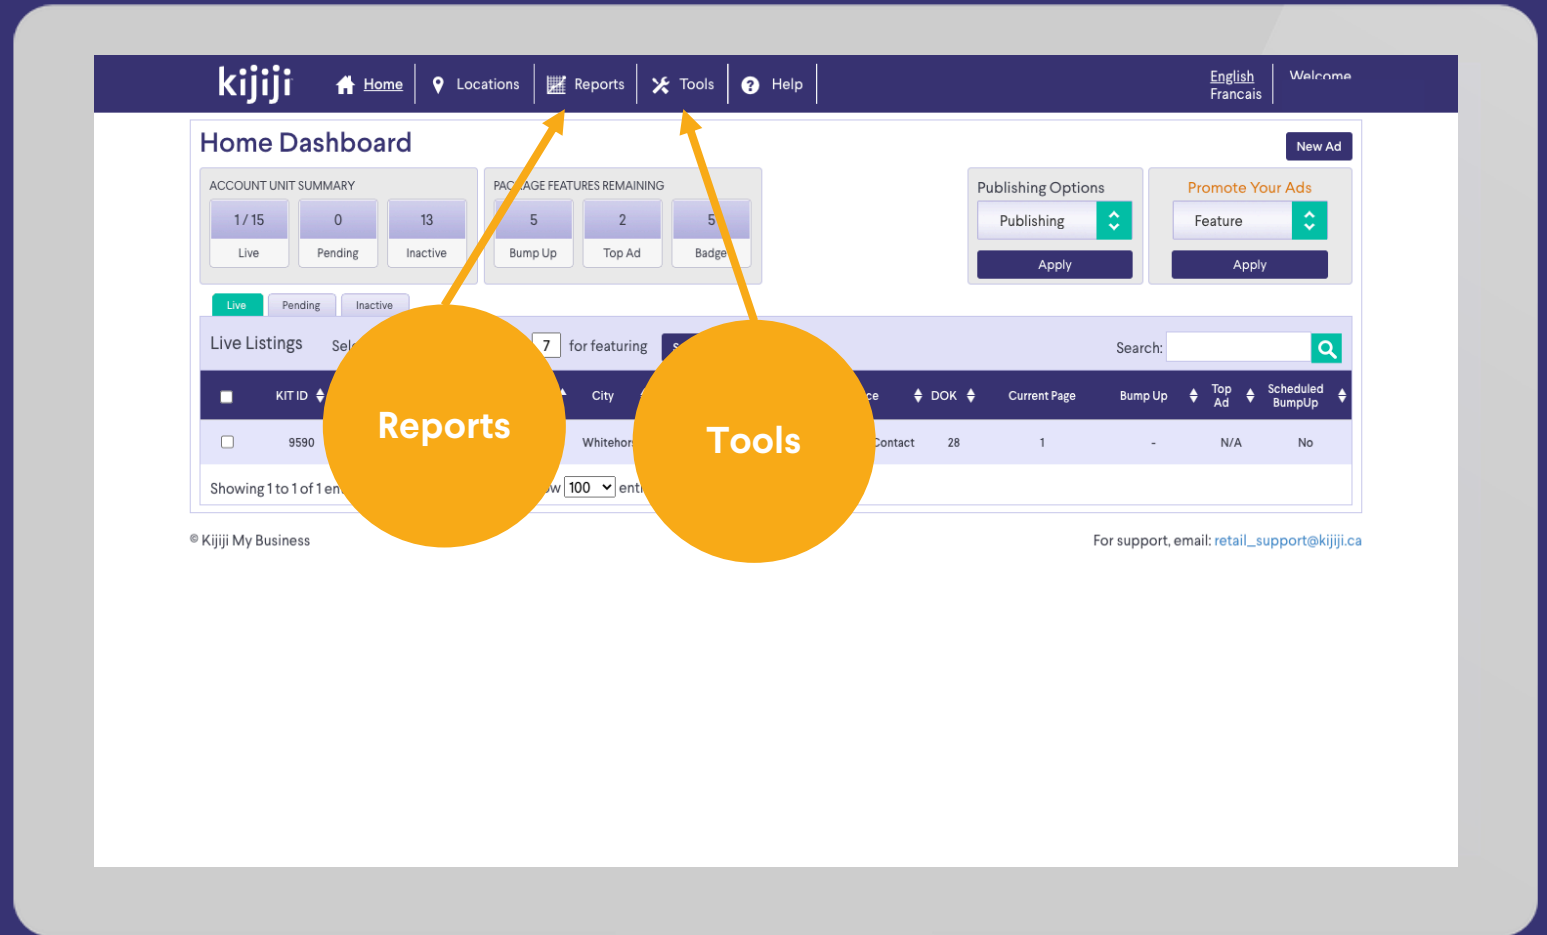 kijiji
Home
Locations
Reports
Tools
Help
English
Francais
Welcome
Home Dashboard
New Ad
ACCOUNT UNIT SUMMARY
1 / 15
0
13
Live
Pending
Inactive
FEATURES REMAINING
5
2
5
Bump Up
Top Ad
Badge
Publishing Options
Publishing
Apply
Promote Your Ads
Feature
Apply
Live
Pending
Inactive
Live Listings
7 for featuring
Search:
KIT ID
City
DOK
Current Page
Bump Up
Top
Ad
Scheduled
BumpUp
9590
Contact
28
1
-
N/A
No
Reports
Tools
Showing 1 to 1 of 1
100
© Kijiji My Business
For support, email: retail_support@kijiji.ca